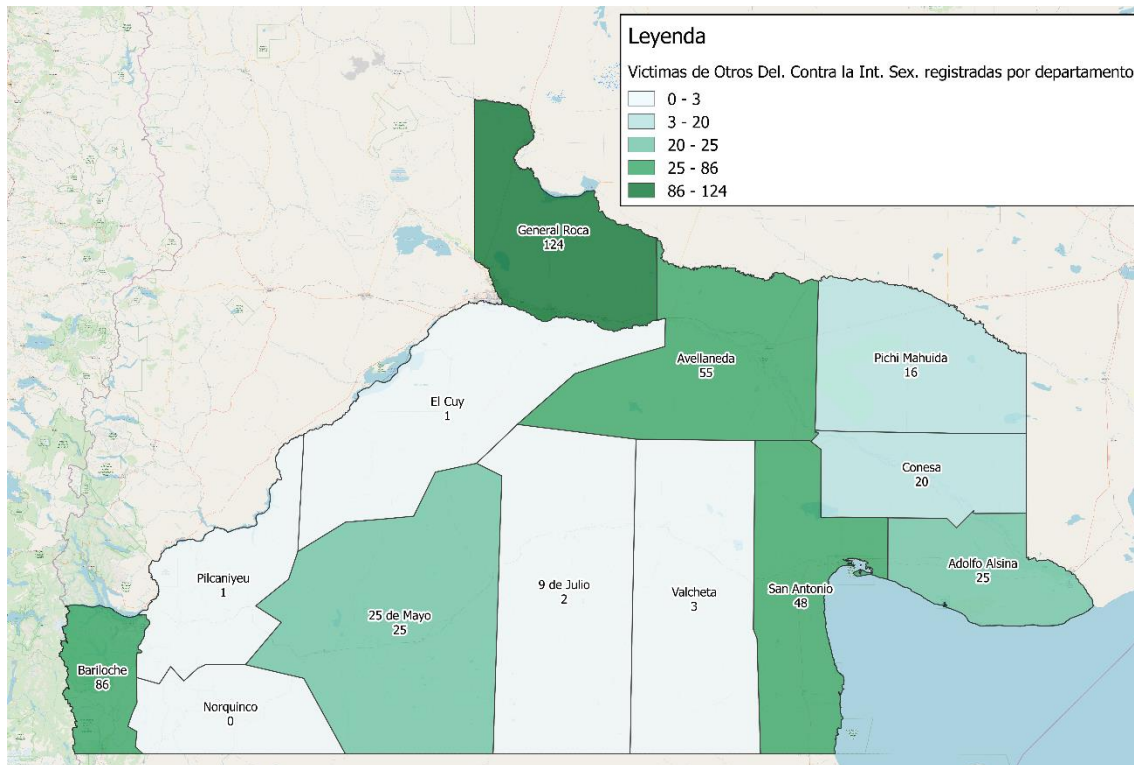 Leyenda
Victimas de Otros Del. Contra la Int. Sex. registradas por departamento
0 - 3
3 - 20
20 - 25
25 - 86
86 - 124
General Roca
124
Avellaneda
55
Pichi Mahuida
16
El Cuy
1
Conesa
20
Adolfo Alsina
25
Pilcaniyeu
1
9 de Julio
2
Valcheta
3
San Antonio
48
25 de Mayo
25
Bariloche
86
Norquinco
0